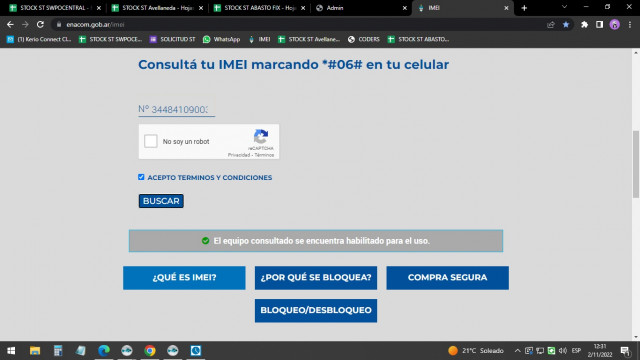 STOCK ST SWPOCENTRAL -
STOCK ST Avellaneda - Hoja
STOCK ST ABASTO FIX - Hoj
Admin
IMEI
enacom.gob.ar/imei
(1) Kerio Connect Cl...
STOCK ST SWPOCE...
SOLICITUD ST
WhatsApp
IMEI
STOCK ST Avellane...
CODERS
STOCK ST ABASTO...
Consultá tu IMEI marcando *#06# en tu celular
Nº 3448410900
No soy un robot
reCAPTCHA
Privacidad - Términos
ACEPTO TERMINOS Y CONDICIONES
BUSCAR
El equipo consultado se encuentra habilitado para el uso.
¿QUÉ ES IMEI?
¿POR QUÉ SE BLOQUEA?
COMPRA SEGURA
BLOQUEO/DESBLOQUEO
21°C Soleado
ESP
12:31
2/11/2022